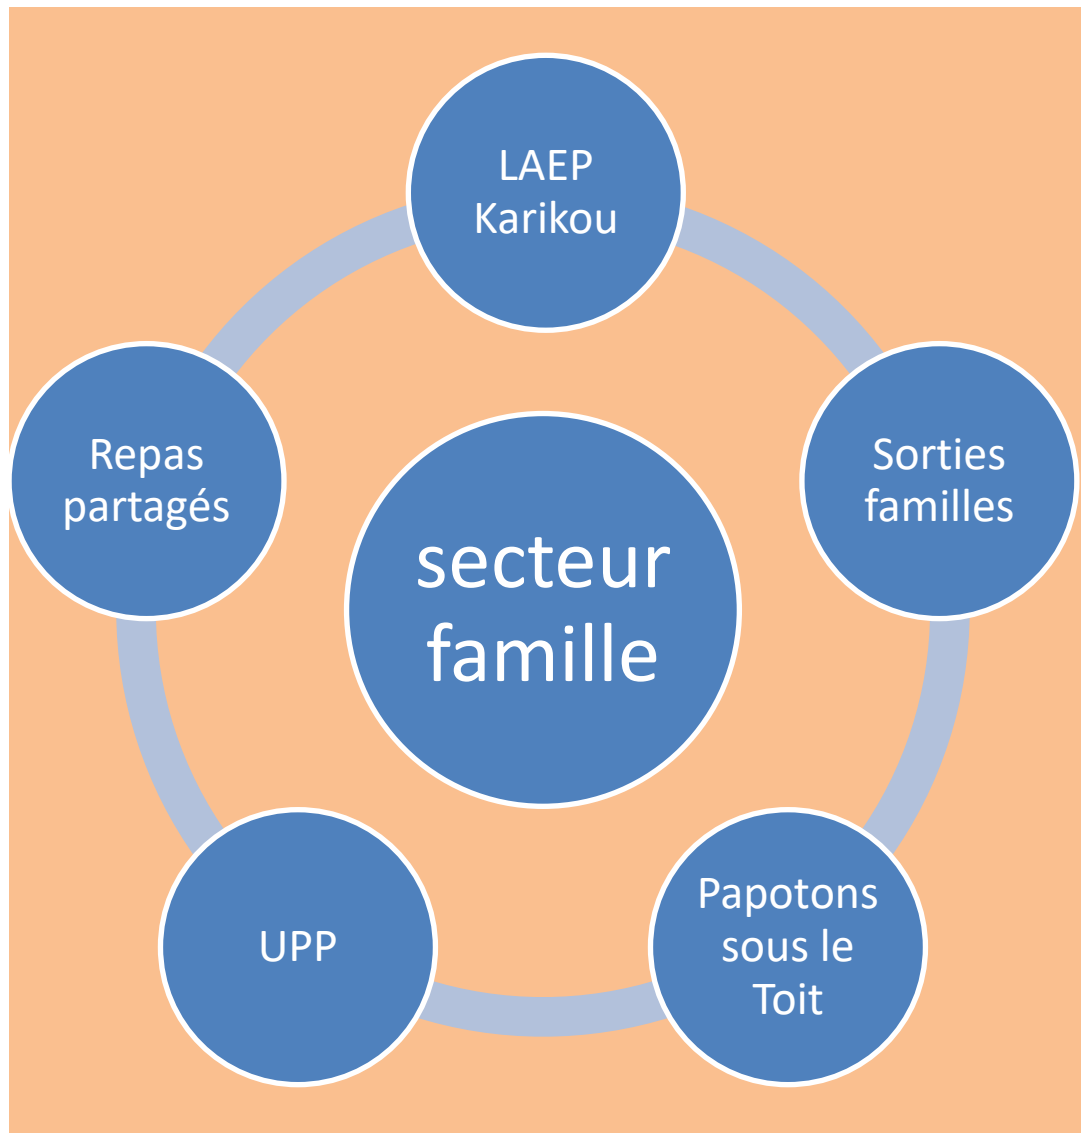 LAEP
Karikou
Sorties
familles
Papotons
sous le
Toit
UPP
Repas
partagés
secteur
famille